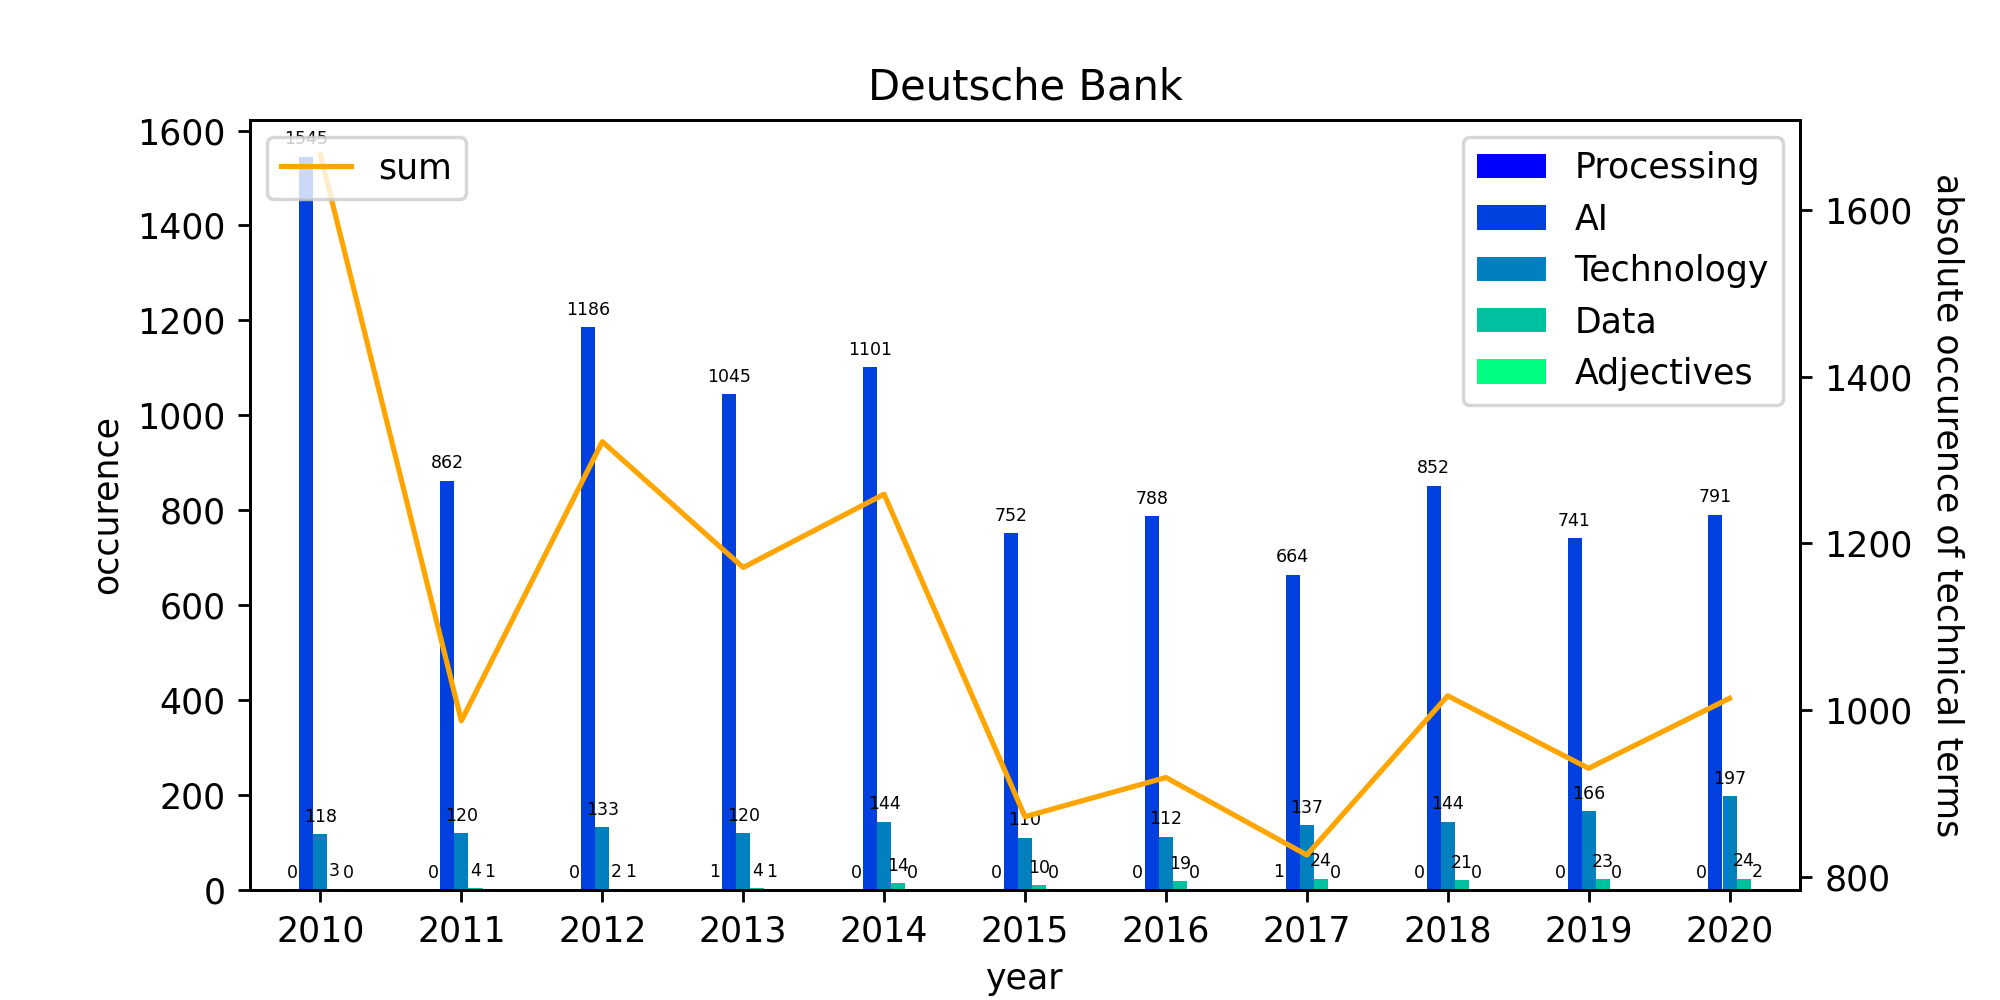 Deutsche Bank
sum
Processing
AI
Technology
Data
Adjectives
occurence
1600
1400
1200
1000
800
600
400
200
0
absolute occurence of technical terms
1600
1400
1200
1000
800
1545
862
1186
1045
1101
752
788
664
852
741
791
118
120
133
120
144
110
112
137
144
166
197
0 3 0
0 4 1
0 2 1
1 4 1
0 14 0
0 10 0
0 19 0
1 24 0
0 21 0
0 23 0
0 24 2
2010 2011 2012 2013 2014 2015 2016 2017 2018 2019 2020
year